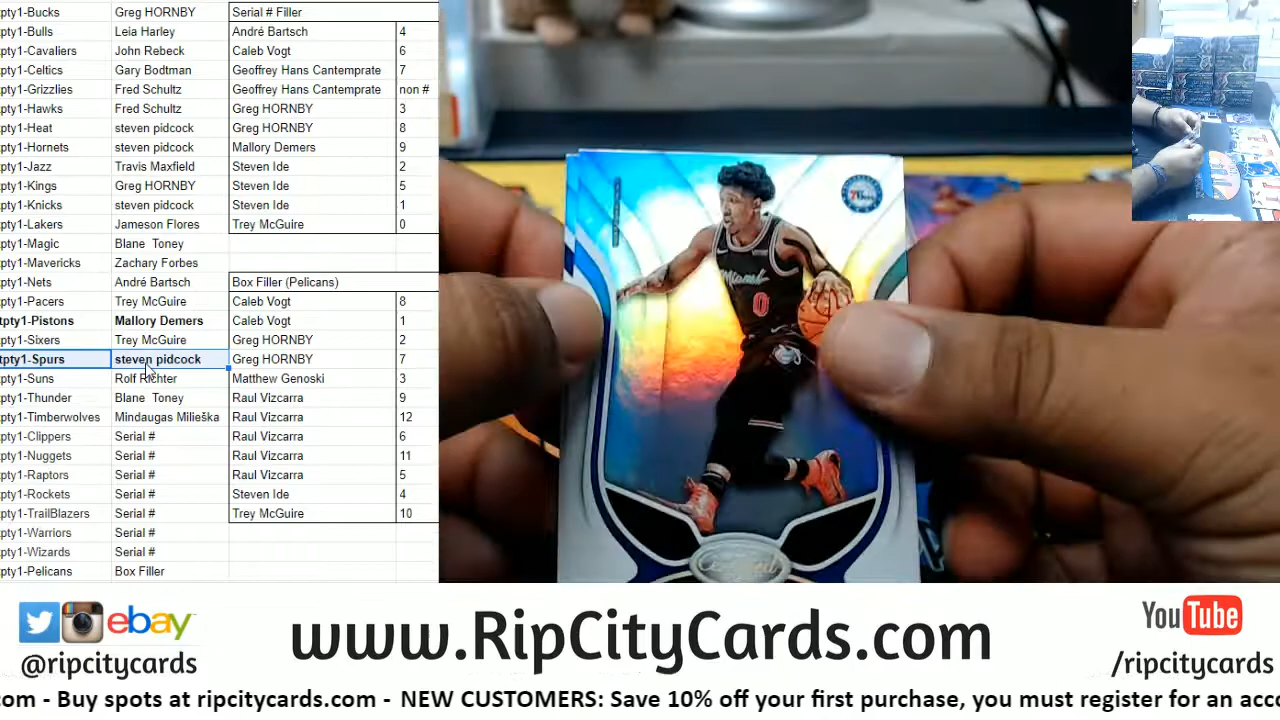 pty1-Bucks Greg HORNBY Serial # Filler
pty1-Bulls Leia Harley André Bartsch 4
pty1-Cavaliers John Rebeck Caleb Vogt 6
pty1-Celtics Gary Bodtman Geoffrey Hans Cantemprate 7
pty1-Grizzlies Fred Schultz Geoffrey Hans Cantemprate non #
pty1-Hawks Fred Schultz Greg HORNBY 3
pty1-Heat steven pidcock Greg HORNBY 8
pty1-Hornets steven pidcock Mallory Demers 9
pty1-Jazz Travis Maxfield Steven Ide 2
pty1-Kings Greg HORNBY Steven Ide 5
pty1-Knicks steven pidcock Steven Ide 1
pty1-Lakers Jameson Flores Trey McGuire 0
pty1-Magic Blane Toney
pty1-Mavericks Zachary Forbes
pty1-Nets André Bartsch Box Filler (Pelicans)
pty1-Pacers Trey McGuire Caleb Vogt 8
tpty1-Pistons Mallory Demers Caleb Vogt 1
pty1-Sixers Trey McGuire Greg HORNBY 2
tpty1-Spurs steven pidcock Greg HORNBY 7
pty1-Suns Rolf Richter Matthew Genoski 3
pty1-Thunder Blane Toney Raul Vizcarra 9
pty1-Timberwolves Mindaugas Milieška Raul Vizcarra 12
pty1-Clippers Serial # Raul Vizcarra 6
pty1-Nuggets Serial # Raul Vizcarra 11
pty1-Raptors Serial # Raul Vizcarra 5
pty1-Rockets Serial # Steven Ide 4
pty1-TrailBlazers Serial # Trey McGuire 10
pty1-Warriors Serial #
pty1-Wizards Serial #
pty1-Pelicans Box Filler
Miami
0
Certified
ebay
@ripcitycards
www.RipCityCards.com
YouTube
/ripcitycards
com - Buy spots at ripcitycards.com - NEW CUSTOMERS: Save 10% off your first purchase, you must register for an acco